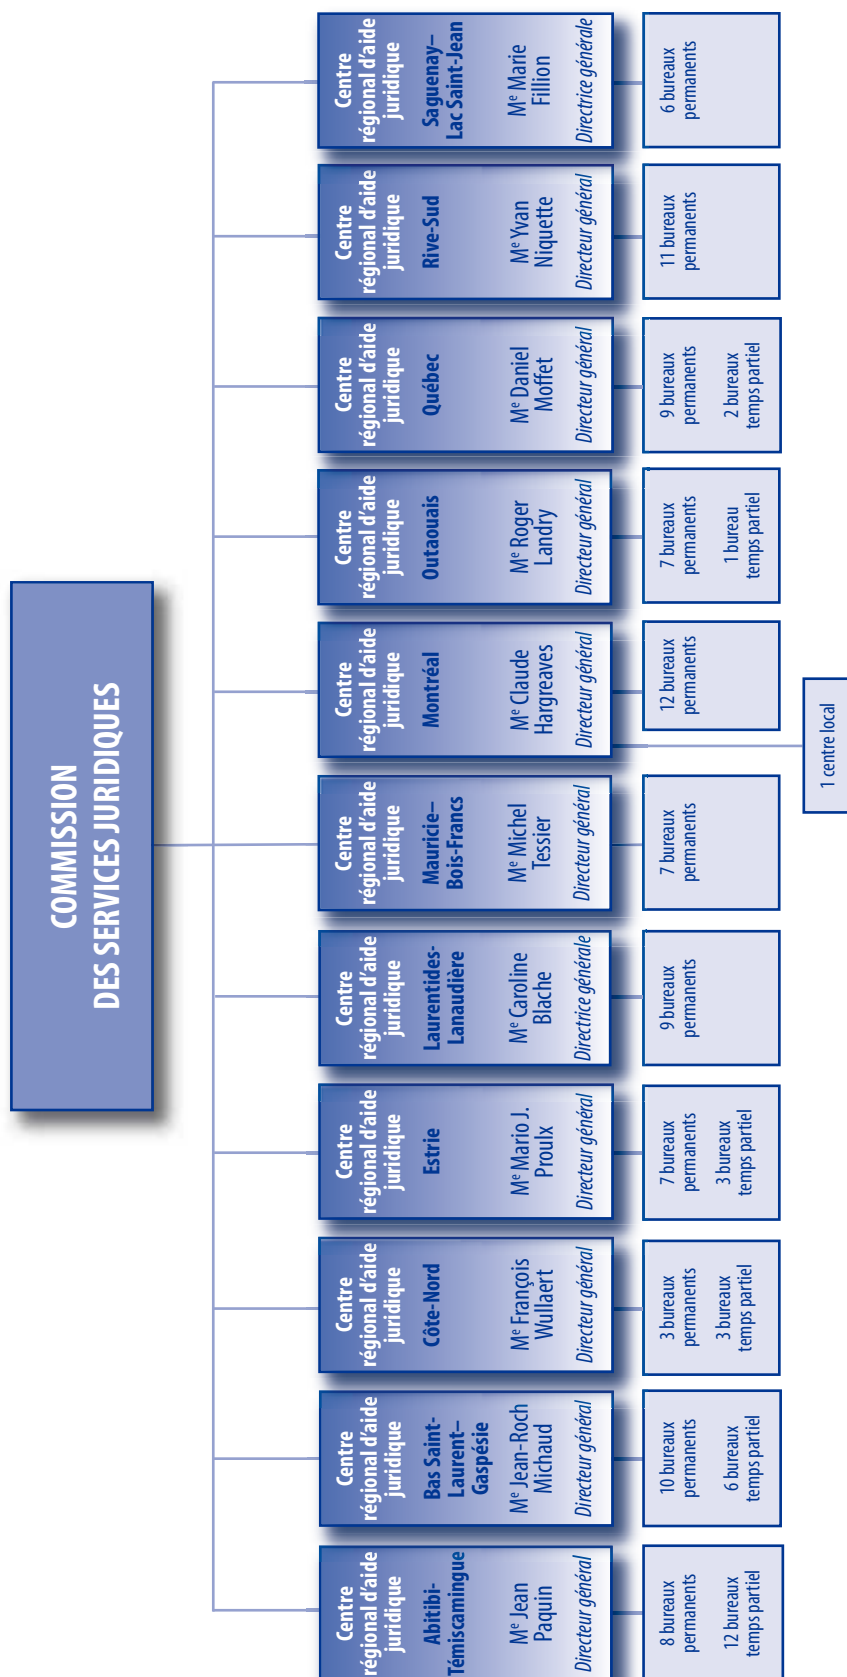 COMMISSION
DES SERVICES JURIDIQUES
Centre
régional d'aide
juridique
Abitibi-
Témiscamingue
Me Jean
Paquin
Directeur général
8 bureaux
permanents
12 bureaux
temps partiel
Centre
régional d'aide
juridique
Bas Saint-
Laurent–
Gaspésie
Me Jean-Roch
Michaud
Directeur général
10 bureaux
permanents
6 bureaux
temps partiel
Centre
régional d'aide
juridique
Côte-Nord
Me François
Wullaert
Directeur général
3 bureaux
permanents
3 bureaux
temps partiel
Centre
régional d'aide
juridique
Estrie
Me Mario J.
Proulx
Directeur général
7 bureaux
permanents
3 bureaux
temps partiel
Centre
régional d'aide
juridique
Laurentides-
Lanaudière
Me Caroline
Blache
Directrice générale
9 bureaux
permanents
Centre
régional d'aide
juridique
Mauricie–
Bois-Francs
Me Michel
Tessier
Directeur général
7 bureaux
permanents
Centre
régional d'aide
juridique
Montréal
Me Claude
Hargreaves
Directeur général
12 bureaux
permanents
1 centre local
Centre
régional d'aide
juridique
Outaouais
Me Roger
Landry
Directeur général
7 bureaux
permanents
1 bureau
temps partiel
Centre
régional d'aide
juridique
Québec
Me Daniel
Moffet
Directeur général
9 bureaux
permanents
2 bureaux
temps partiel
Centre
régional d'aide
juridique
Rive-Sud
Me Yvan
Niquette
Directeur général
11 bureaux
permanents
Centre
régional d'aide
juridique
Saguenay–
Lac Saint-Jean
Me Marie
Fillion
Directrice générale
6 bureaux
permanents